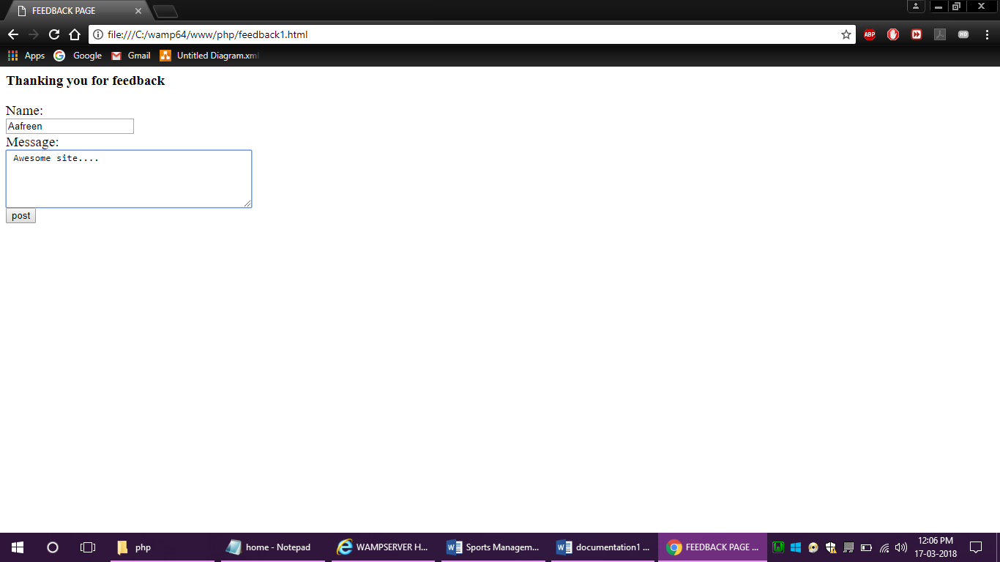 FEEDBACK PAGE
file:///C:/wamp64/www/php/feedback1.html
ABP
HD
Apps Google Gmail Untitled Diagram.xml
Thanking you for feedback
Name:
Aafreen
Message:
Awesome site....
post
php
home - Notepad
WAMPSERVER H...
Sports Managem...
documentation1 ...
FEEDBACK PAGE ...
12:06 PM
17-03-2018